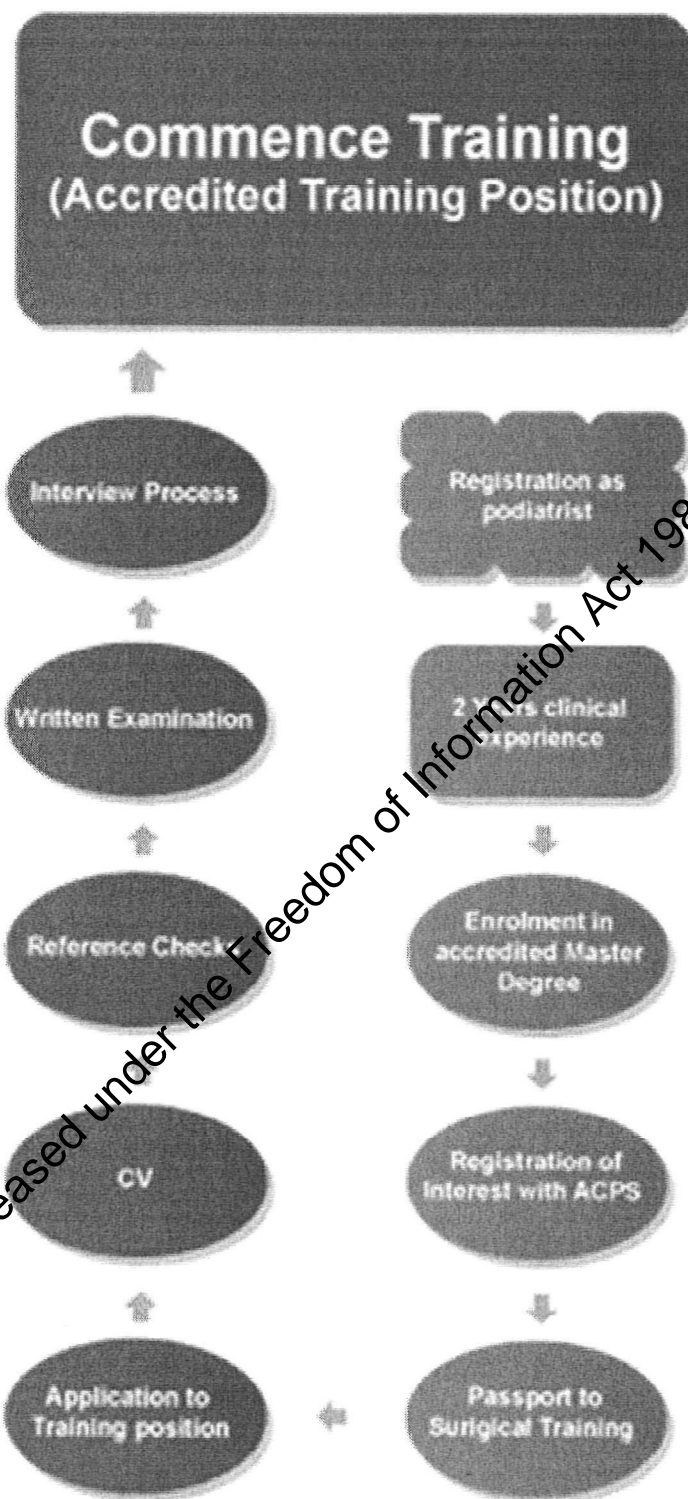 Commence Training
(Accredited Training Position)
Interview Process
Registration as
podiatrist
Written Examination
2 Years clinical
experience
Reference Checks
Enrolment in
accredited Master
Degree
CV
Registration of
Interest with ACPS
Application to
Training position
Passport to
Surigical Training
eased under the Freedom of Information Act 198